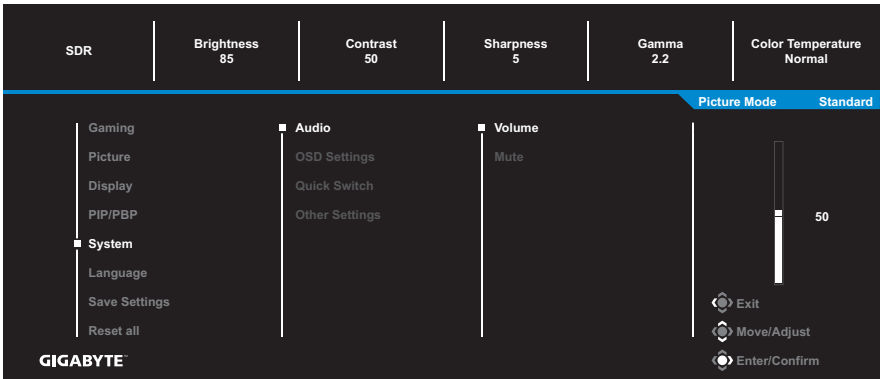 SDR
Brightness
85
Contrast
50
Sharpness
5
Gamma
2.2
Color Temperature
Normal
Picture Mode Standard
Gaming
Picture
Display
PIP/PBP
System
Language
Save Settings
Reset all
Audio
OSD Settings
Quick Switch
Other Settings
Volume
Mute
50
Exit
Move/Adjust
Enter/Confirm
GIGABYTE™